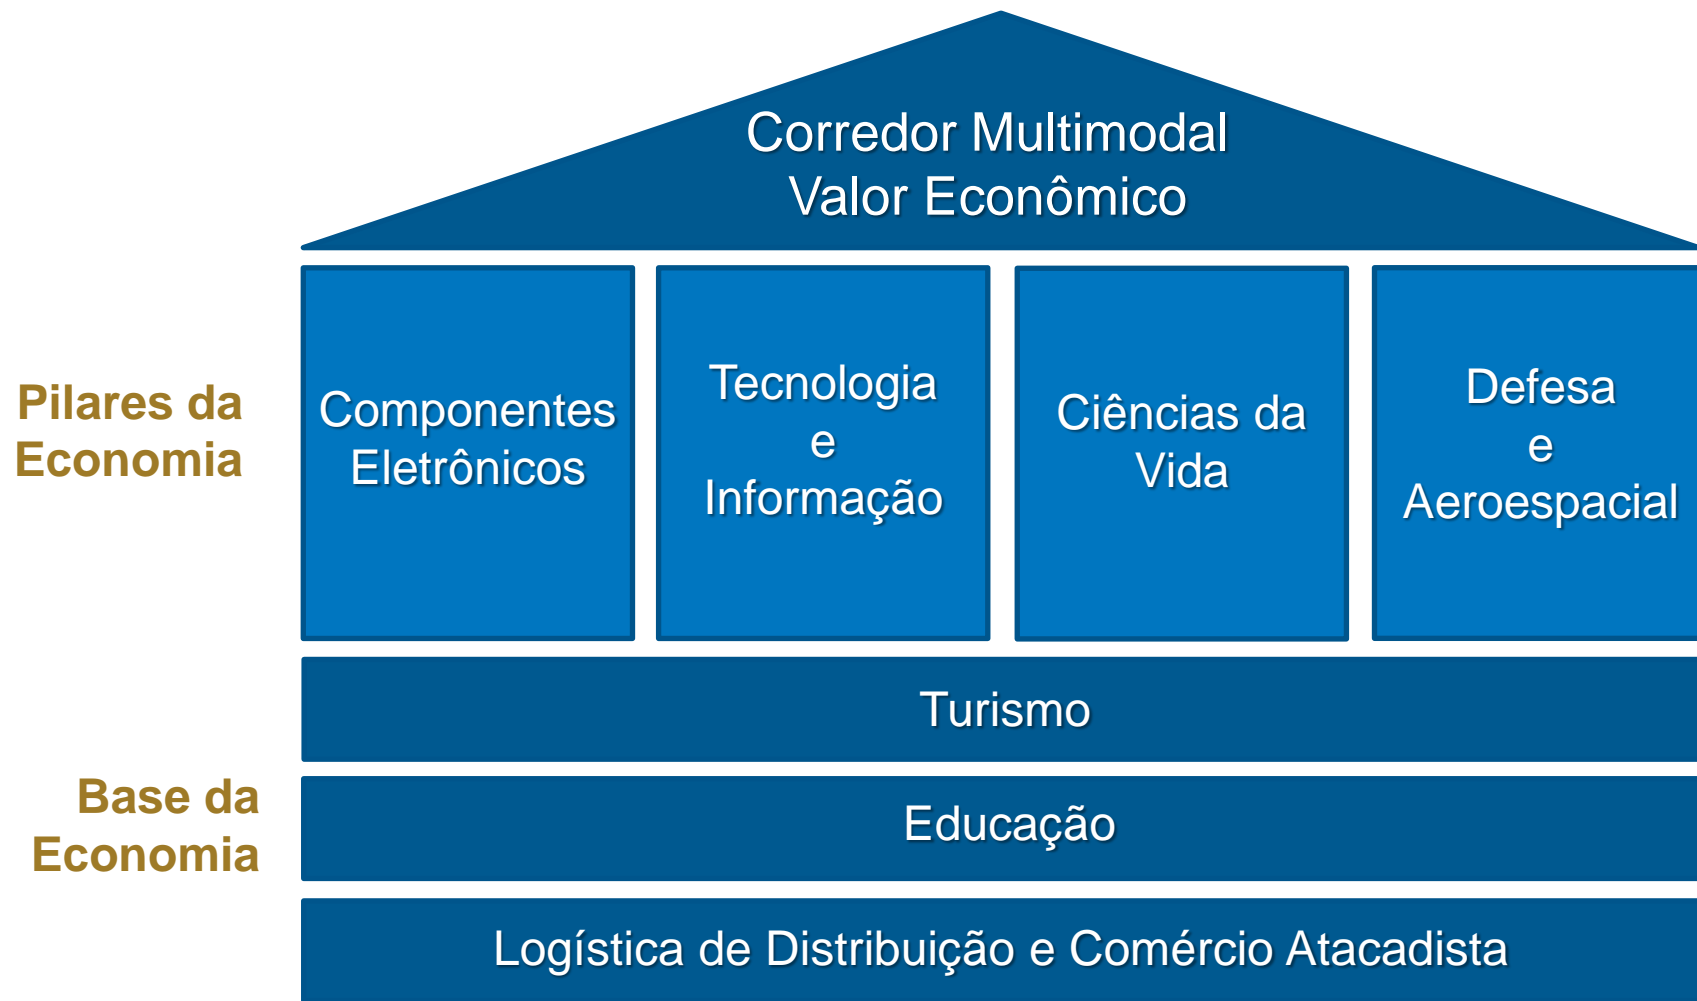 Corredor Multimodal
Valor Econômico
Pilares da
Economia
Componentes
Eletrônicos
Tecnologia
e
Informação
Ciências da
Vida
Defesa
e
Aeroespacial
Turismo
Base da
Economia
Educação
Logística de Distribuição e Comércio Atacadista